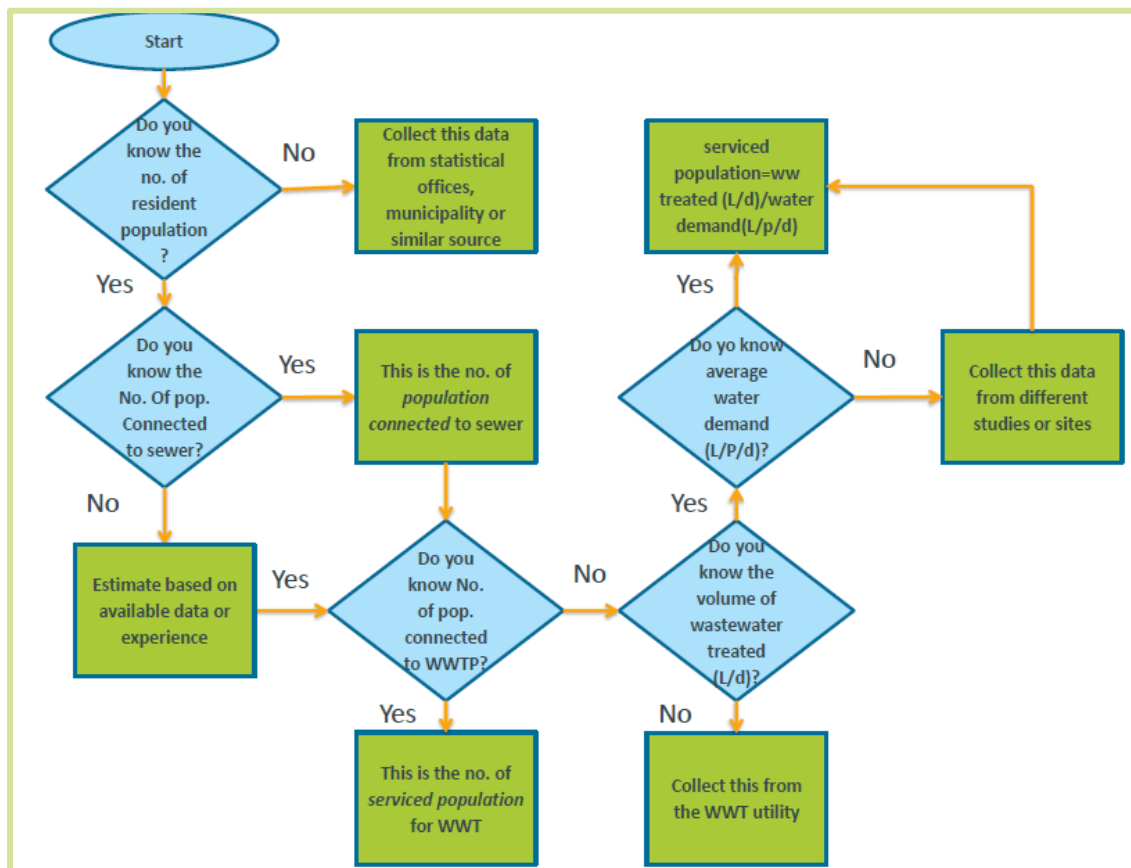 Start
Do you
know the
no. of
resident
population
?
No
Collect this data
from statistical
offices,
municipality or
similar source
serviced
population=ww
treated (L/d)/water
demand(L/p/d)
Yes
Yes
Do you
know the
No. Of pop.
Connected
to sewer?
Yes
This is the no. of
population
connected to sewer
Do yo know
average
water
demand
(L/P/d)?
No
Collect this data
from different
studies or sites
No
Yes
Estimate based on
available data or
experience
Yes
Do you
know No.
of pop.
connected
to WWTP?
No
Do you
know the
volume of
wastewater
treated
(L/d)?
Yes
No
This is the no. of
serviced population
for WWT
Collect this from
the WWT utility